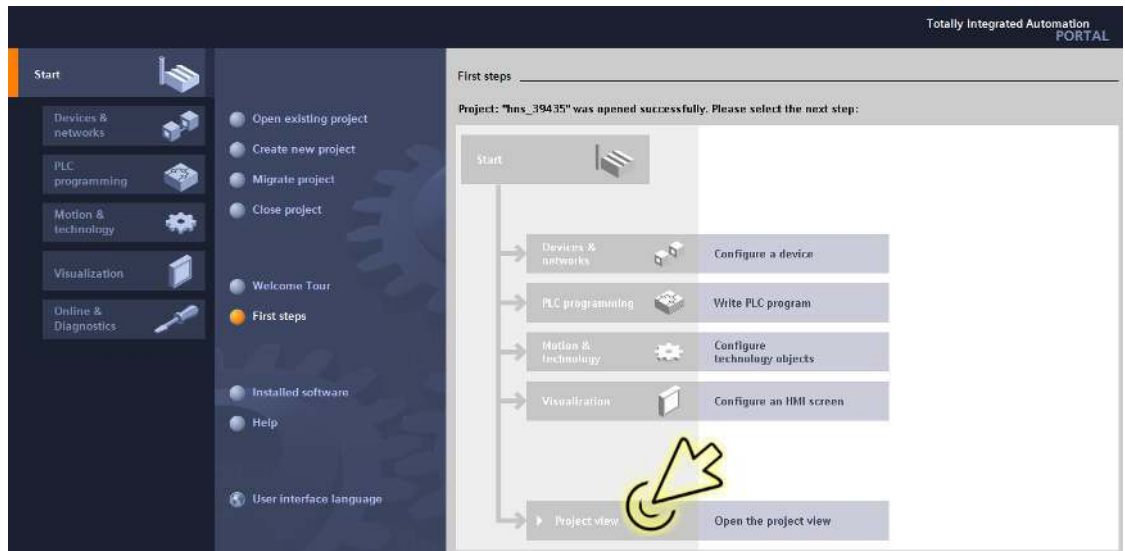 Totally Integrated Automation
PORTAL
Start
Devices &
networks
PLC
programming
Motion &
technology
Visualization
Online &
Diagnostics
Open existing project
Create new project
Migrate project
Close project
Welcome Tour
First steps
Installed software
Help
User interface language
First steps
Project: "hns_39435" was opened successfully. Please select the next step:
Start
Devices &
networks
Configure a device
PLC programming
Write PLC program
Motion &
technology
Configure
technology objects
Visualization
Configure an HMI screen
Project view
Open the project view